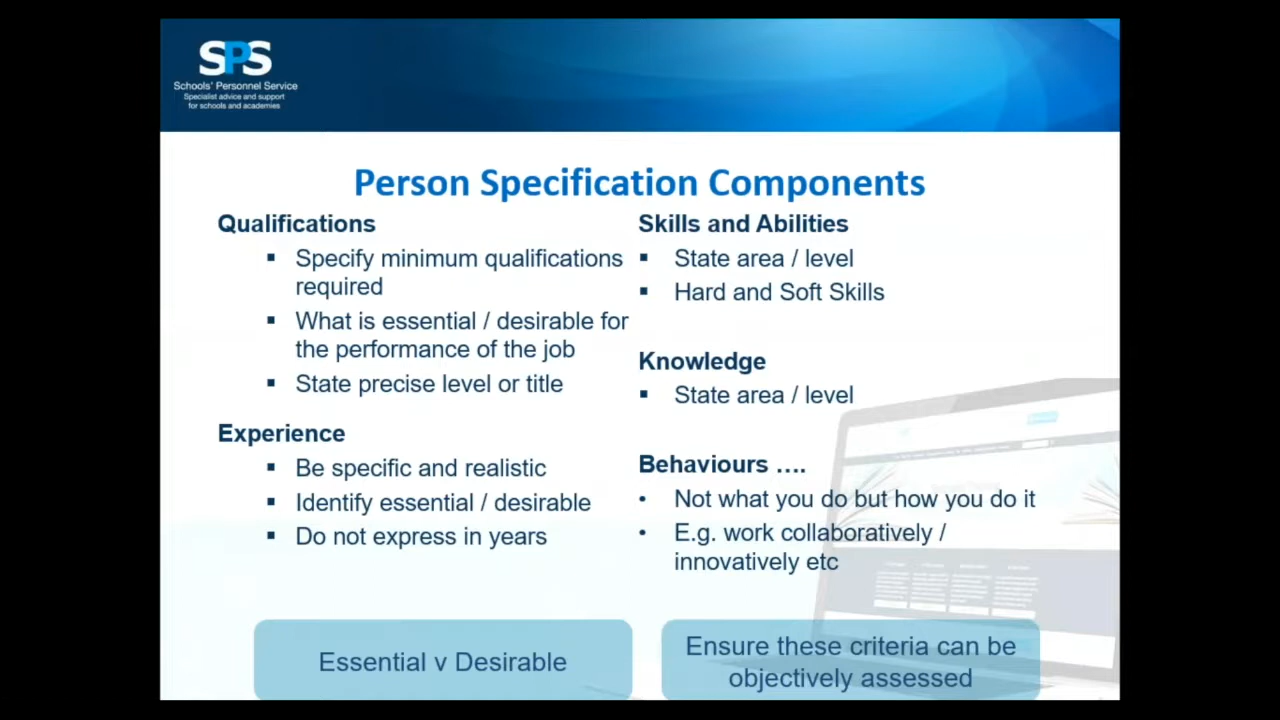 SPS
Schools' Personnel Service
Specialist advice and support
for schools and academies
Person Specification Components
Qualifications
▪ Specify minimum qualifications
required
▪ What is essential / desirable for
the performance of the job
▪ State precise level or title
Experience
▪ Be specific and realistic
▪ Identify essential / desirable
▪ Do not express in years
Skills and Abilities
▪ State area / level
▪ Hard and Soft Skills
Knowledge
▪ State area / level
Behaviours ....
• Not what you do but how you do it
• E.g. work collaboratively /
innovatively etc
Essential v Desirable
Ensure these criteria can be
objectively assessed